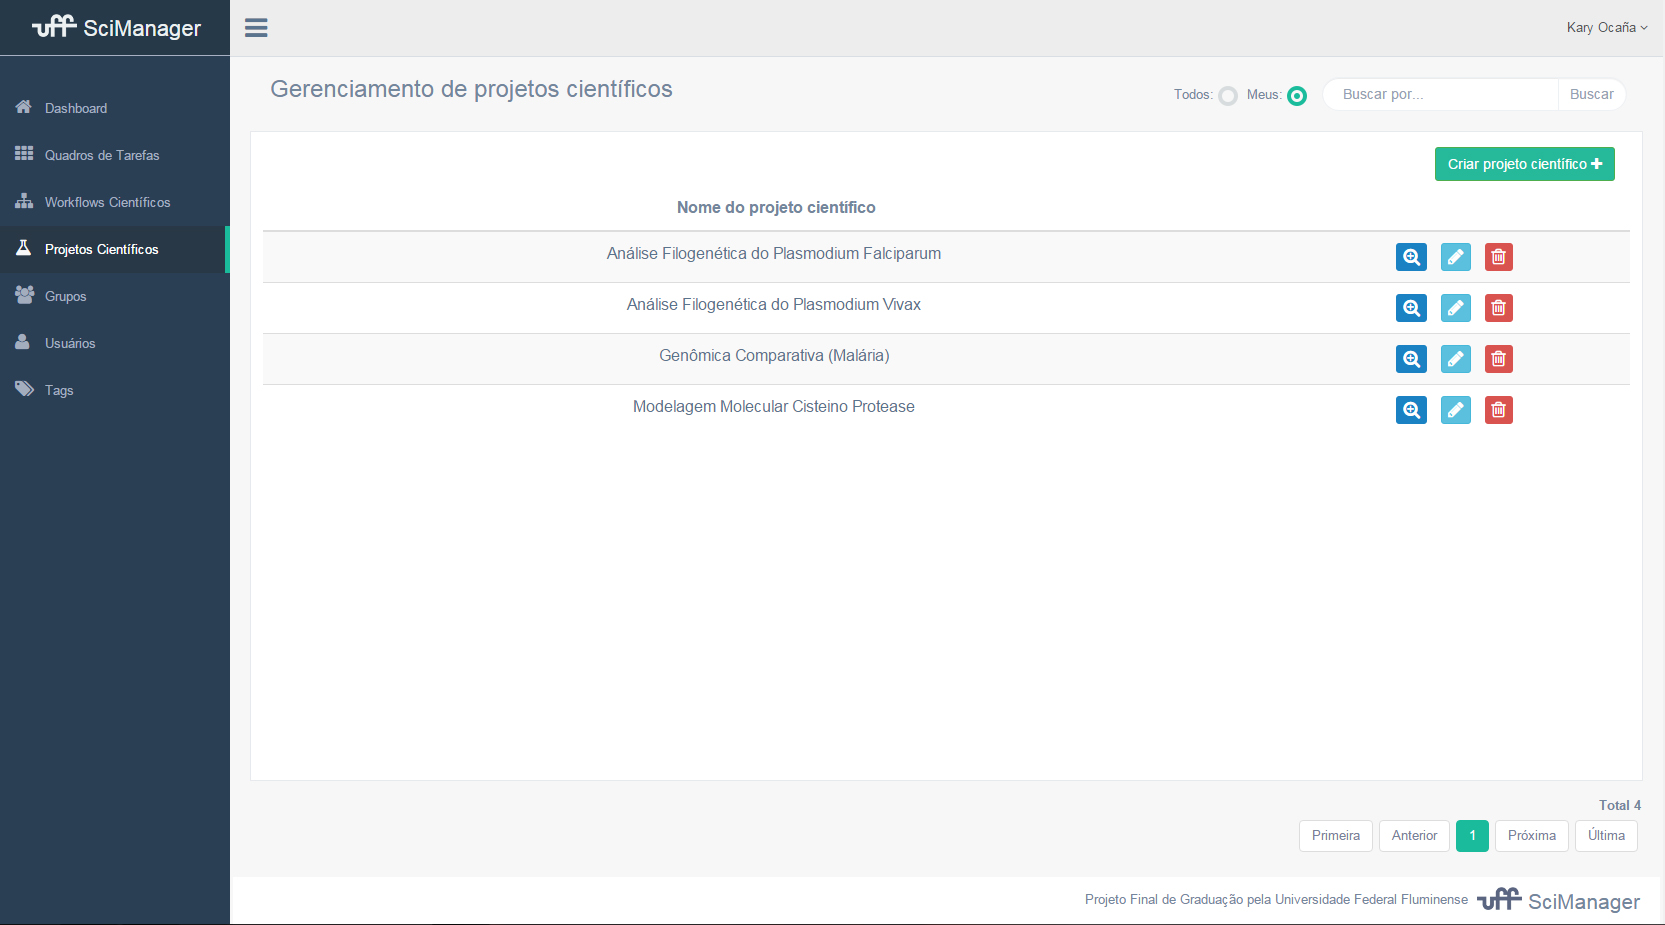 uff SciManager
Kary Ocaña
Dashboard
Quadros de Tarefas
Workflows Científicos
Projetos Científicos
Grupos
Usuários
Tags
Gerenciamento de projetos científicos
Todos: Meus: Buscar por... Buscar
Criar projeto científico
Nome do projeto científico
Análise Filogenética do Plasmodium Falciparum
Análise Filogenética do Plasmodium Vivax
Genômica Comparativa (Malária)
Modelagem Molecular Cisteino Protease
Total 4
Primeira Anterior 1 Próxima Última
Projeto Final de Graduação pela Universidade Federal Fluminense uff SciManager